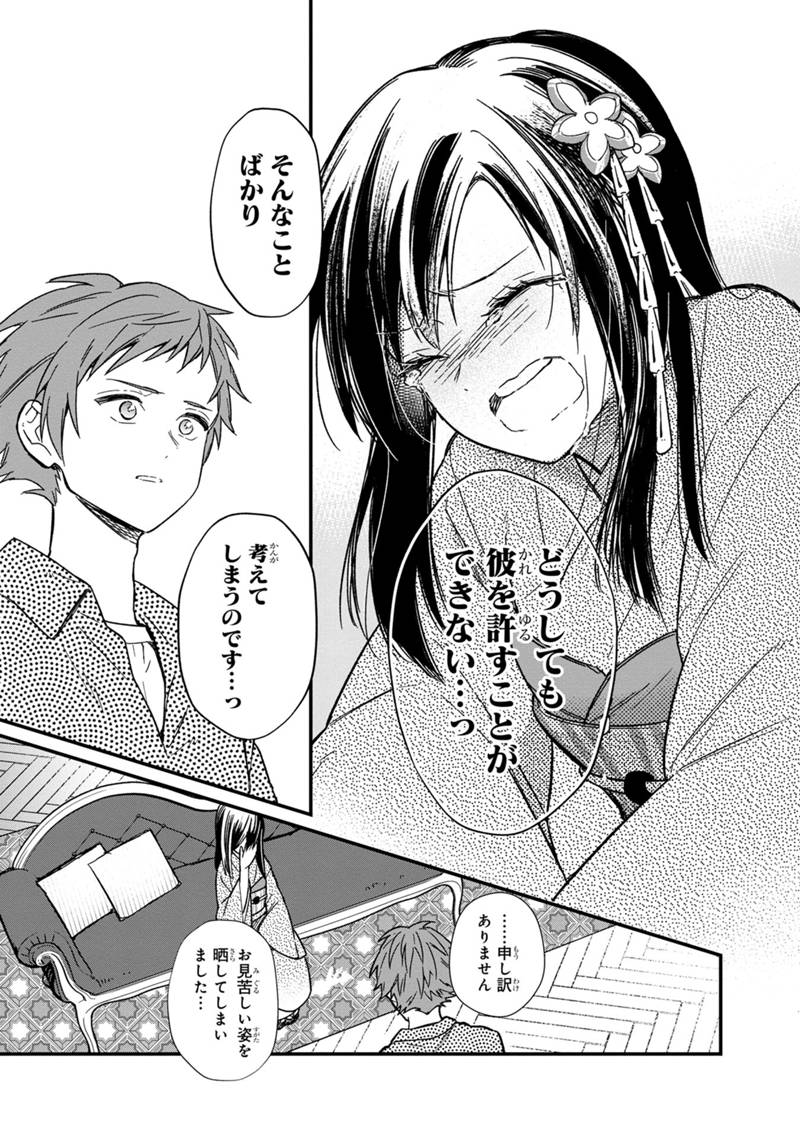 どうしても
彼を許すことが
できない…っ
そんなこと
ばかり
考えて
しまうのです…っ
……申し訳
ありません
お見苦しい姿を
晒してしまい
ました…